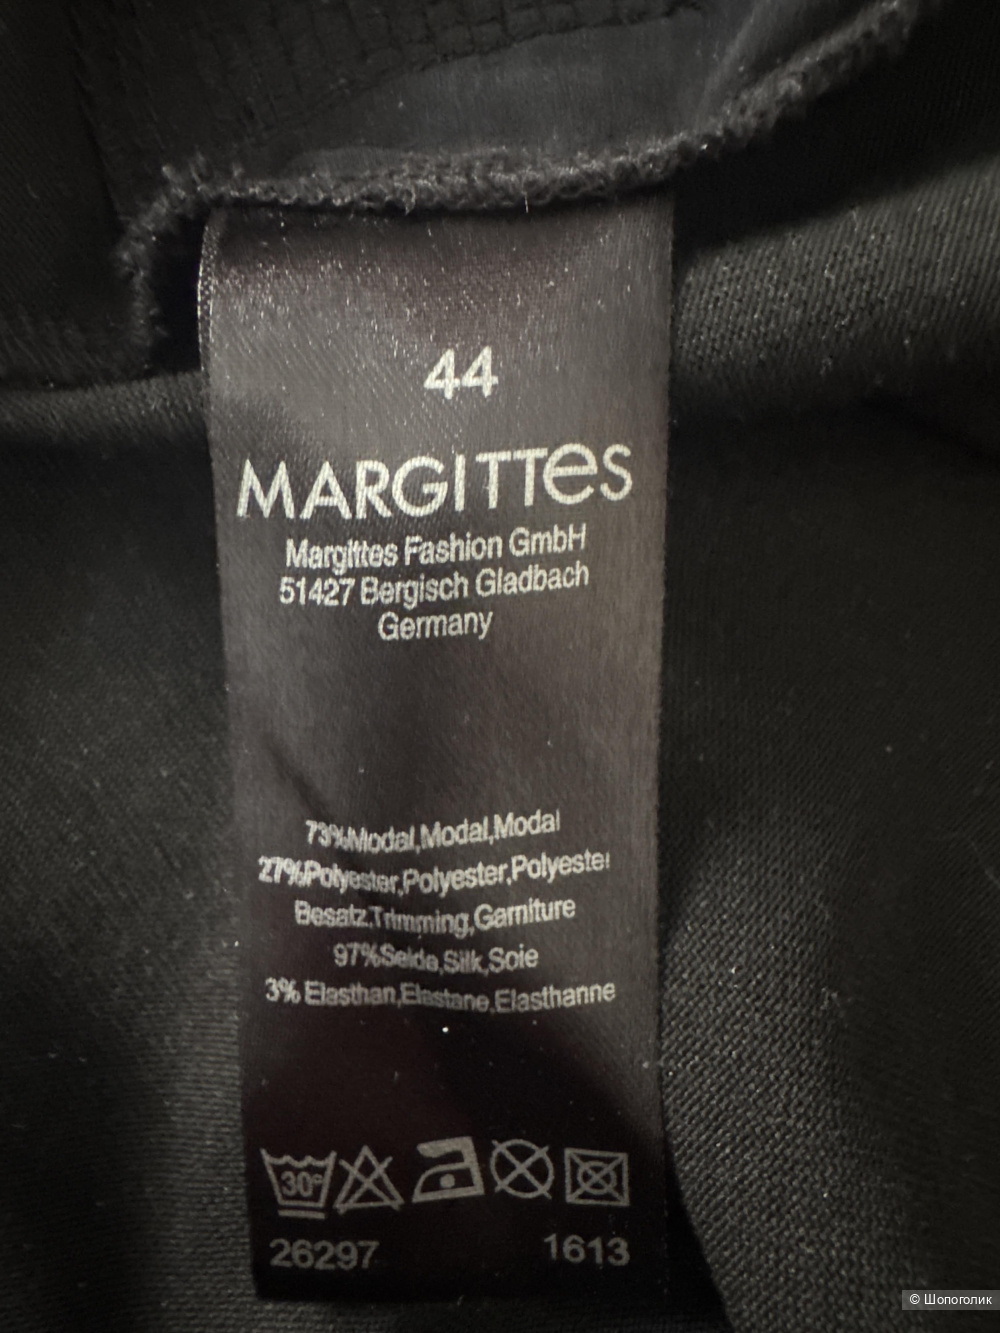 44
MARGITTes
Margittes Fashion GmbH
51427 Bergisch Gladbach
Germany
73%Modal,Modal,Modal
27%Polyester,Polyester,Polyester
Besatz,Trimming,Garniture
97%Seide,Silk,Soie
3% Elasthan,Elastane,Elasthanne
30°
26297 1613
© Шопоголик